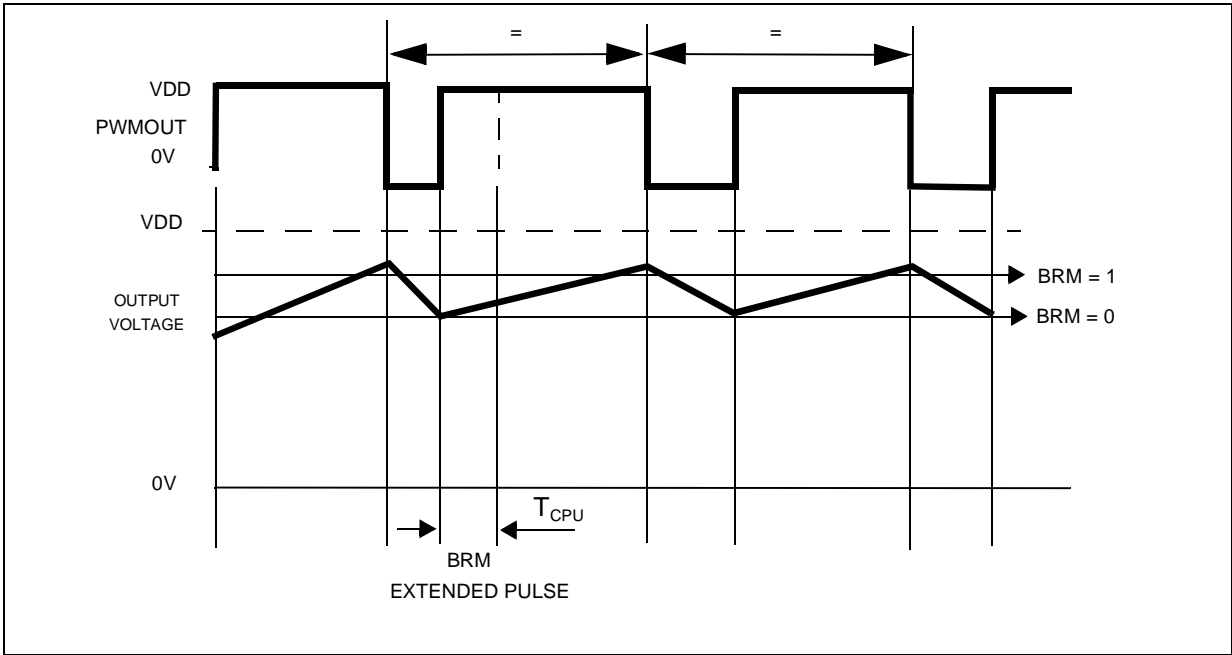 = =
VDD
PWMOUT
0V
VDD
BRM = 1
OUTPUT
VOLTAGE
BRM = 0
0V
TCPU
BRM
EXTENDED PULSE